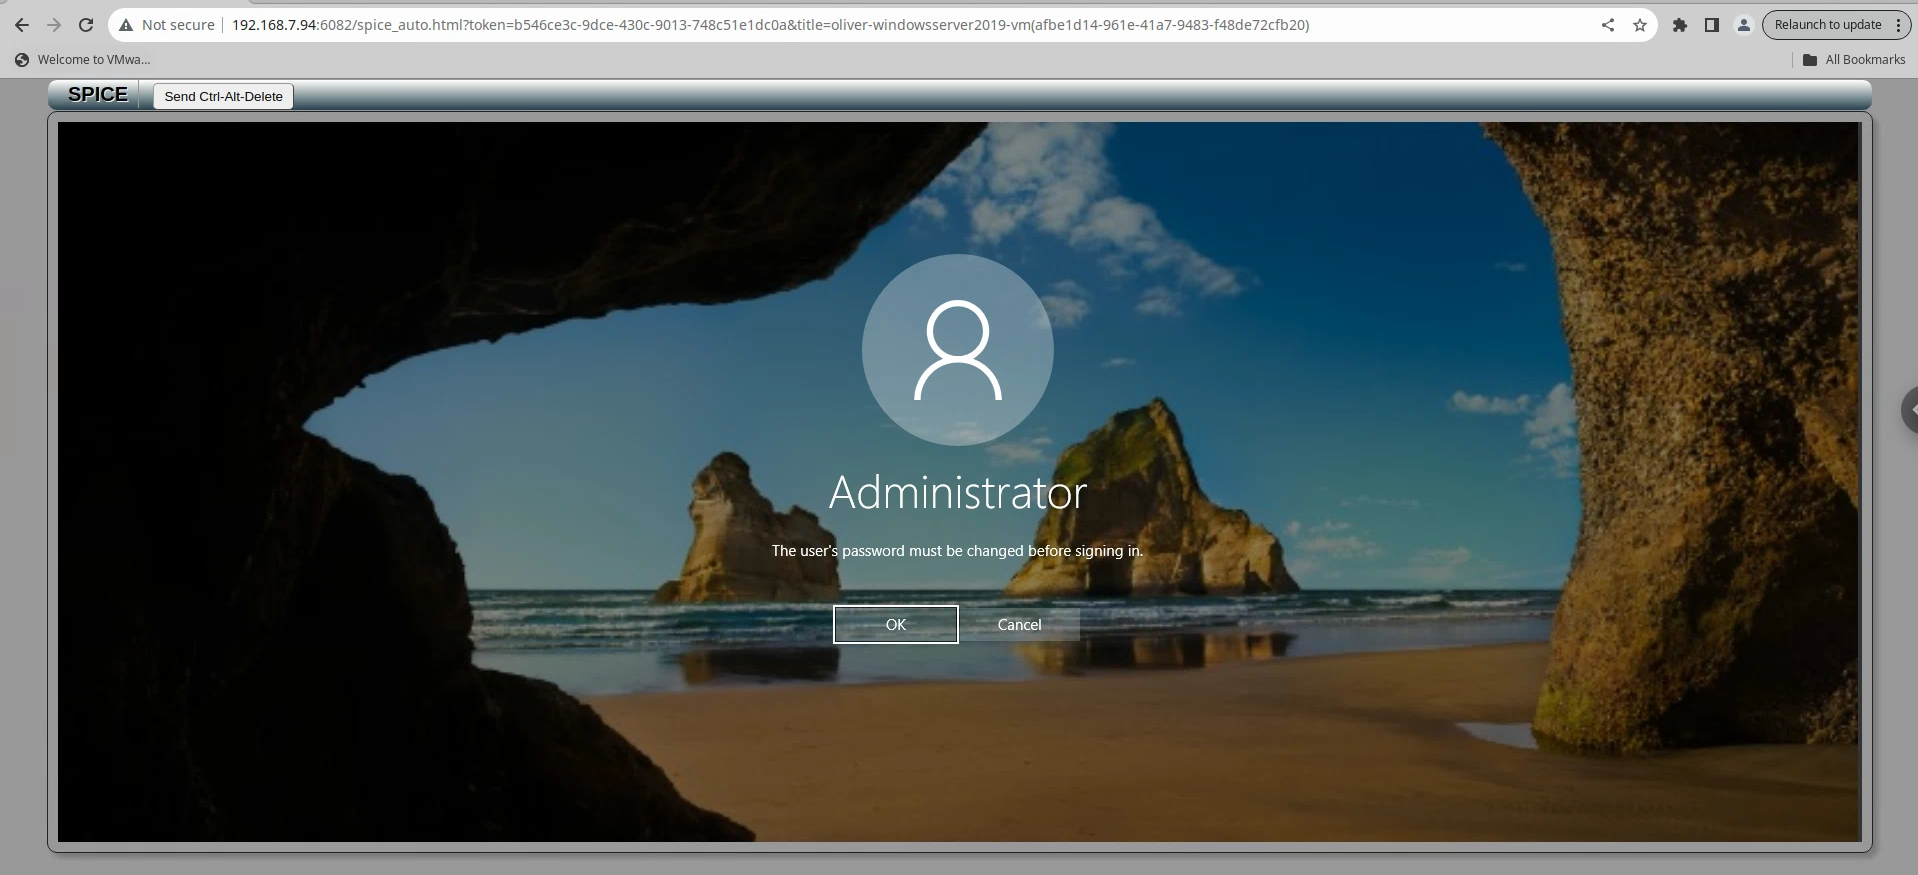 Not secure
192.168.7.94:6082/spice_auto.html?token=b546ce3c-9dce-430c-9013-748c51e1dc0a&title=oliver-windowsserver2019-vm(afbe1d14-961e-41a7-9483-f48de72cfb20)
Relaunch to update
Welcome to VMwa...
All Bookmarks
SPICE
Send Ctrl-Alt-Delete
Administrator
The user's password must be changed before signing in.
OK
Cancel